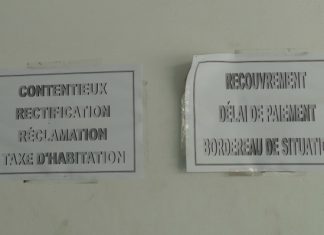 CONTENTIEUX
RECTIFICATION
RÉCLAMATION
TAXE D'HABITATION
RECOUVREMENT
DÉLAI DE PAIEMENT
BORDEREAU DE SITUATIO